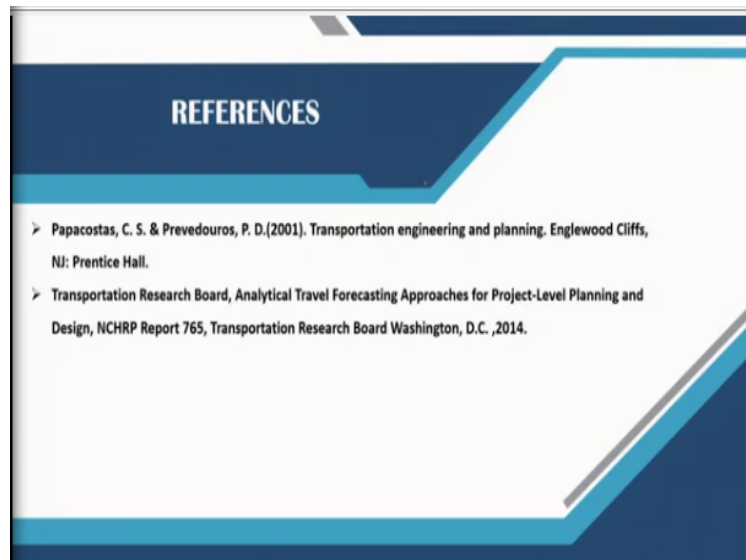 REFERENCES
➢ Papacostas, C. S. & Prevedouros, P. D.(2001). Transportation engineering and planning. Englewood Cliffs,
NJ: Prentice Hall.
➢ Transportation Research Board, Analytical Travel Forecasting Approaches for Project-Level Planning and
Design, NCHRP Report 765, Transportation Research Board Washington, D.C. ,2014.